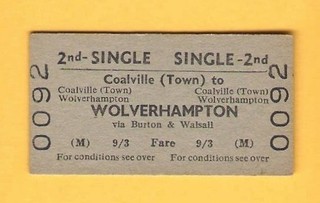 2nd-SINGLE SINGLE-2nd
Coalville (Town) to
Coalville (Town) Coalville (Town)
Wolverhampton Wolverhampton
WOLVERHAMPTON
via Burton & Walsall
(M) 9/3 Fare 9/3 (M)
For conditions see over For conditions see over
0092
0092